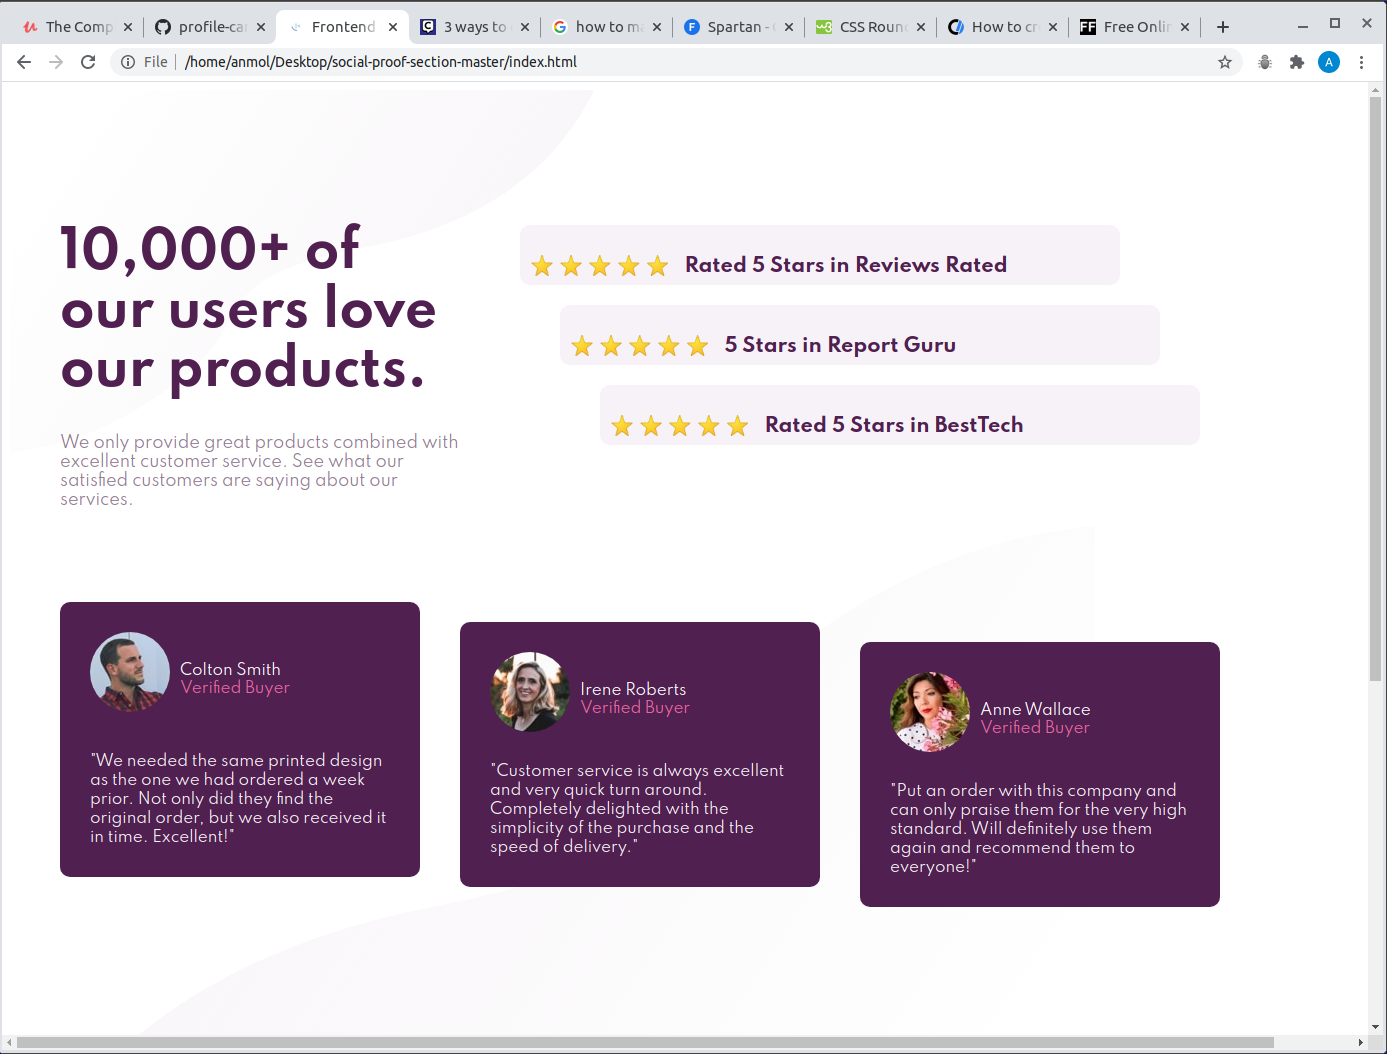 The Comp
profile-car
Frontend
3 ways to
how to ma
Spartan -
CSS Roun
How to cr
Free Onlin
File
/home/anmol/Desktop/social-proof-section-master/index.html
A
10,000+ of
our users love
our products.
We only provide great products combined with
excellent customer service. See what our
satisfied customers are saying about our
services.
Rated 5 Stars in Reviews Rated
5 Stars in Report Guru
Rated 5 Stars in BestTech
Colton Smith
Verified Buyer
"We needed the same printed design
as the one we had ordered a week
prior. Not only did they find the
original order, but we also received it
in time. Excellent!"
Irene Roberts
Verified Buyer
"Customer service is always excellent
and very quick turn around.
Completely delighted with the
simplicity of the purchase and the
speed of delivery."
Anne Wallace
Verified Buyer
"Put an order with this company and
can only praise them for the very high
standard. Will definitely use them
again and recommend them to
everyone!"